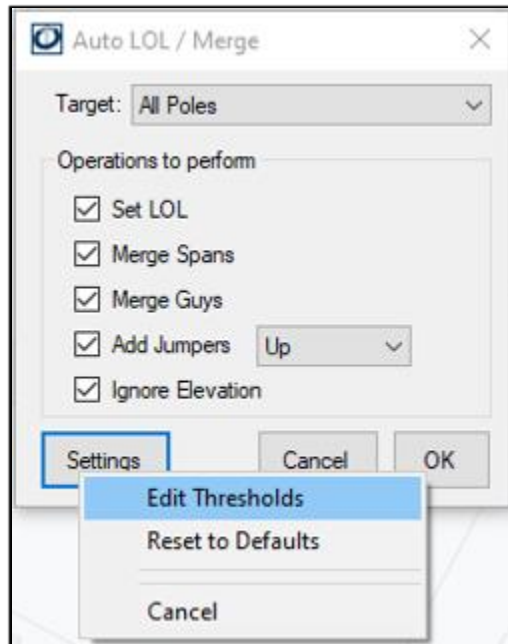 Auto LOL / Merge
Target: All Poles
Operations to perform
Set LOL
Merge Spans
Merge Guys
Add Jumpers Up
Ignore Elevation
Settings Cancel OK
Edit Thresholds
Reset to Defaults
Cancel